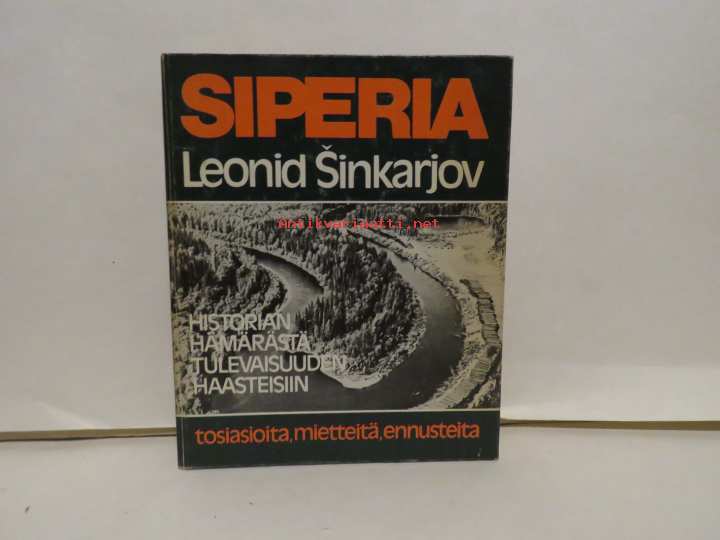 SIPERIA
Leonid Šinkarjov
Antikvariaatti.net
HISTORIAN
HÄMÄRÄSTÄ
TULEVAISUUDEN
HAASTEISIIN
tosiasioita, mietteitä, ennusteita